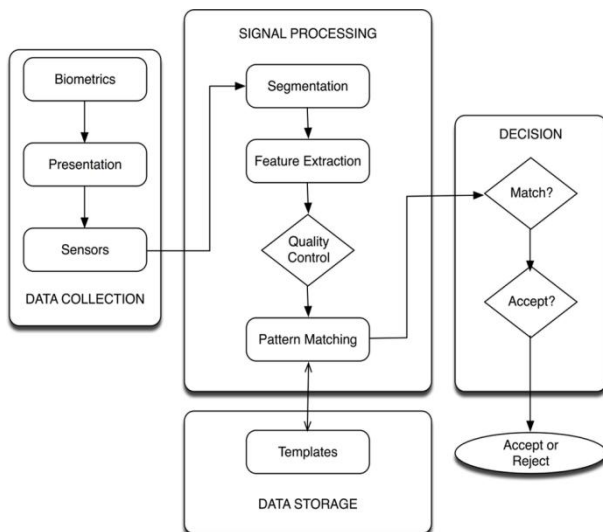 Biometrics
Presentation
Sensors
DATA COLLECTION
SIGNAL PROCESSING
Segmentation
Feature Extraction
Quality
Control
Pattern Matching
Templates
DATA STORAGE
DECISION
Match?
Accept?
Accept or
Reject